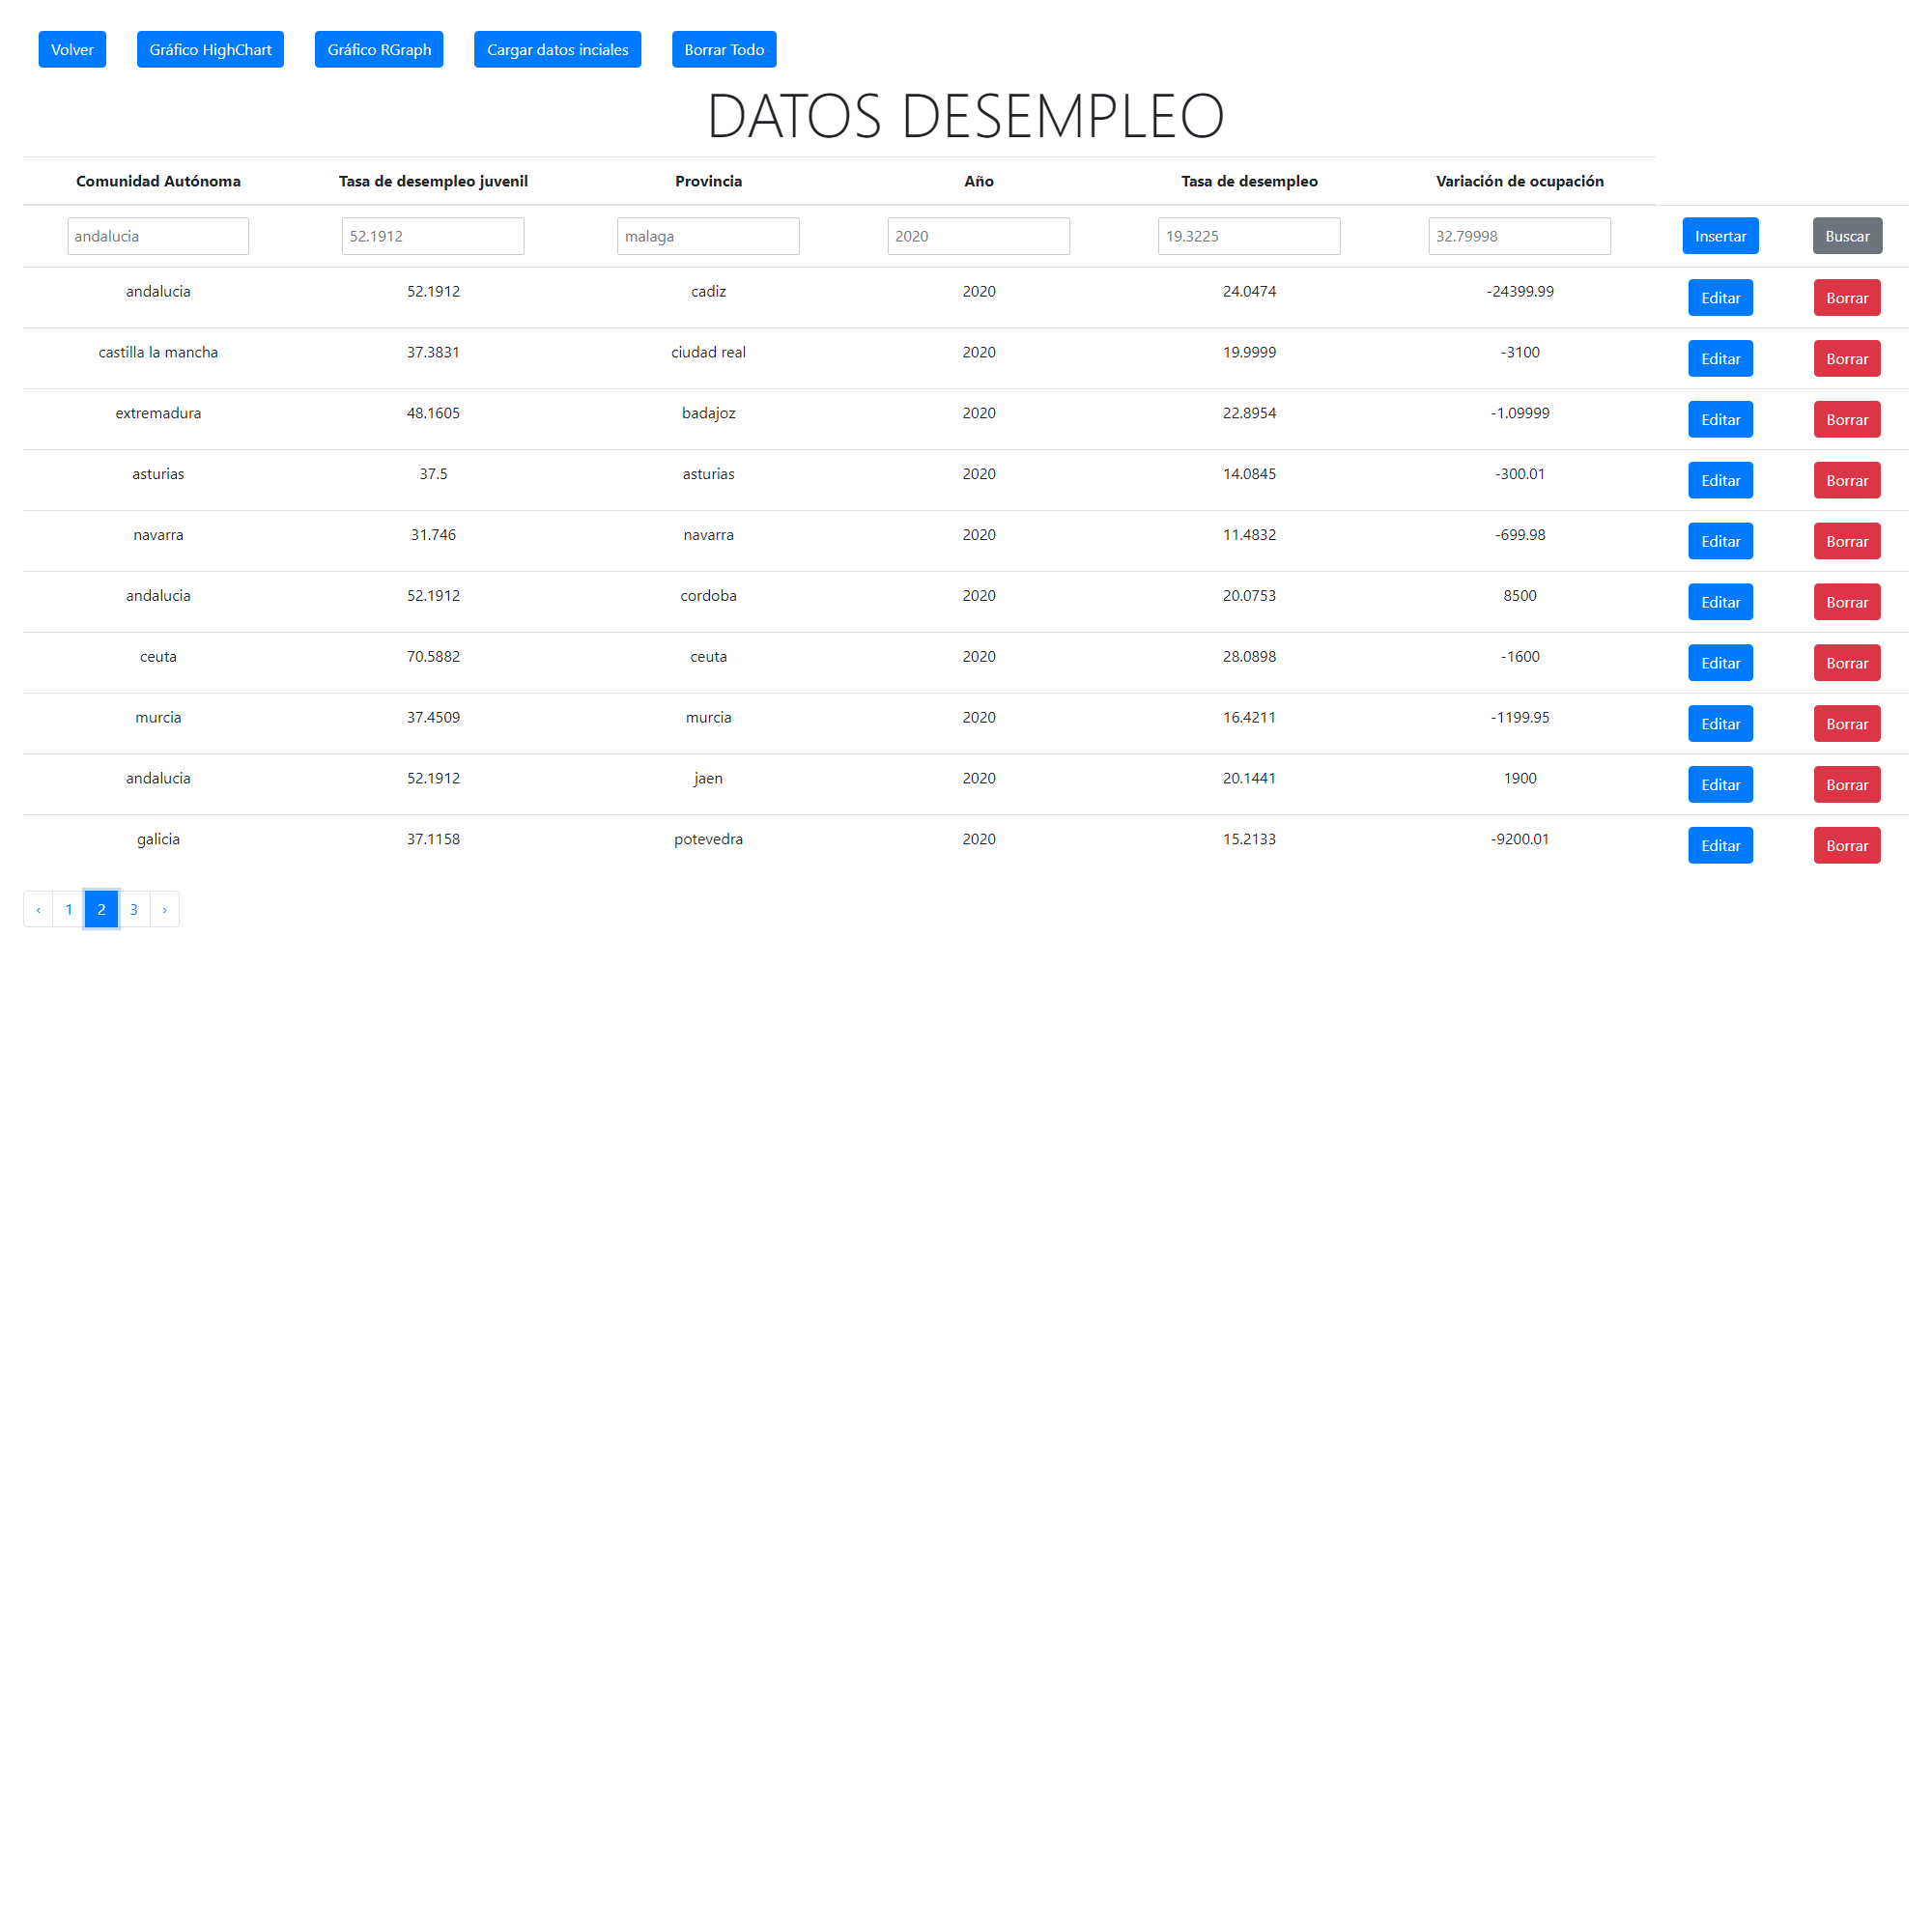 Volver Gráfico HighChart Gráfico RGraph Cargar datos inciales Borrar Todo
DATOS DESEMPLEO
Comunidad Autónoma Tasa de desempleo juvenil Provincia Año Tasa de desempleo Variación de ocupación
andalucia 52.1912 malaga 2020 19.3225 32.79998 Insertar Buscar
andalucia 52.1912 cadiz 2020 24.0474 -24399.99 Editar Borrar
castilla la mancha 37.3831 ciudad real 2020 19.9999 -3100 Editar Borrar
extremadura 48.1605 badajoz 2020 22.8954 -1.09999 Editar Borrar
asturias 37.5 asturias 2020 14.0845 -300.01 Editar Borrar
navarra 31.746 navarra 2020 11.4832 -699.98 Editar Borrar
andalucia 52.1912 cordoba 2020 20.0753 8500 Editar Borrar
ceuta 70.5882 ceuta 2020 28.0898 -1600 Editar Borrar
murcia 37.4509 murcia 2020 16.4211 -1199.95 Editar Borrar
andalucia 52.1912 jaen 2020 20.1441 1900 Editar Borrar
galicia 37.1158 potevedra 2020 15.2133 -9200.01 Editar Borrar
‹ 1 2 3 ›